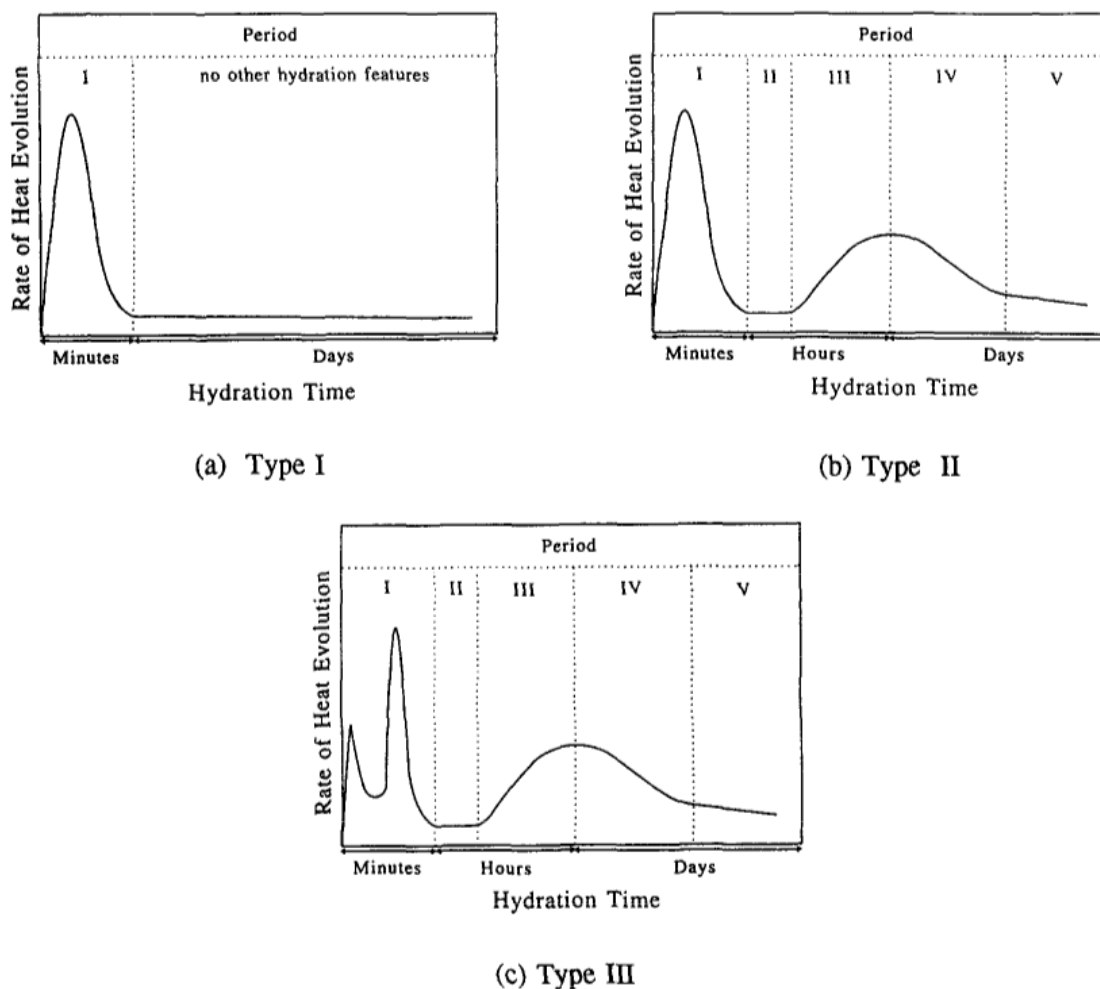 Period
I no other hydration features
Rate of Heat Evolution
Minutes Days
Hydration Time
(a) Type I
Period
I II III IV V
Rate of Heat Evolution
Minutes Hours Days
Hydration Time
(b) Type II
Period
I II III IV V
Rate of Heat Evolution
Minutes Hours Days
Hydration Time
(c) Type III